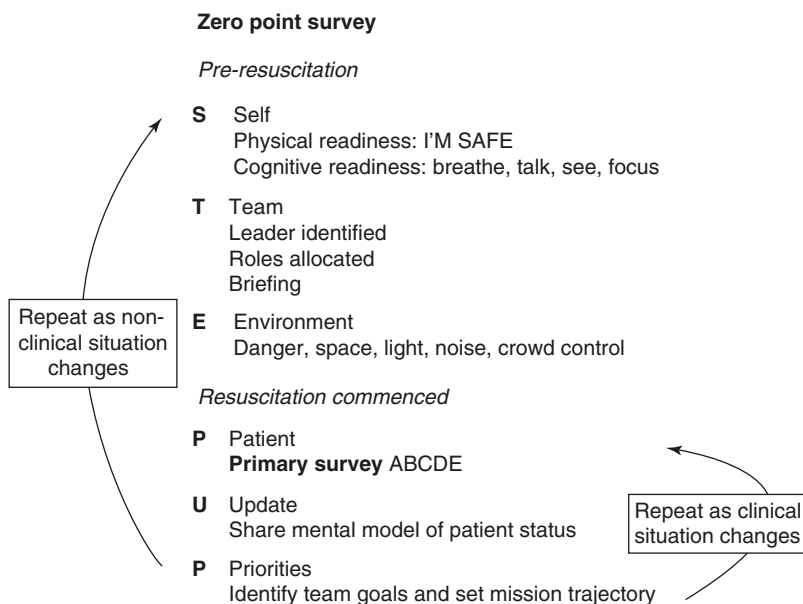 Zero point survey
Pre-resuscitation
S Self
Physical readiness: I'M SAFE
Cognitive readiness: breathe, talk, see, focus
T Team
Leader identified
Roles allocated
Briefing
Repeat as non-
clinical situation
changes
E Environment
Danger, space, light, noise, crowd control
Resuscitation commenced
P Patient
Primary survey ABCDE
U Update
Share mental model of patient status
Repeat as clinical
situation changes
P Priorities
Identify team goals and set mission trajectory